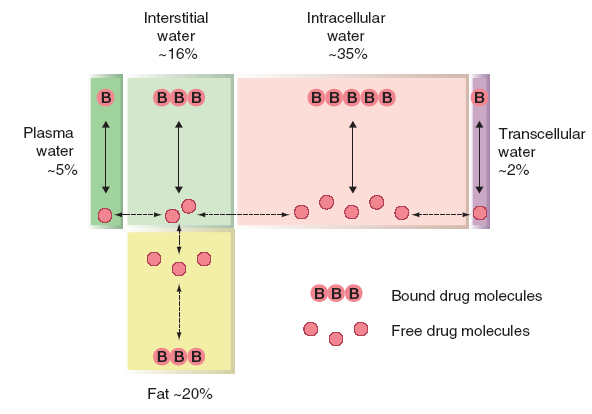 Interstitial
water
~16%
Intracellular
water
~35%
B
B B B
B B B B B
B
Plasma
water
~5%
Transcellular
water
~2%
B B B
Bound drug molecules
Free drug molecules
B B B
Fat ~20%